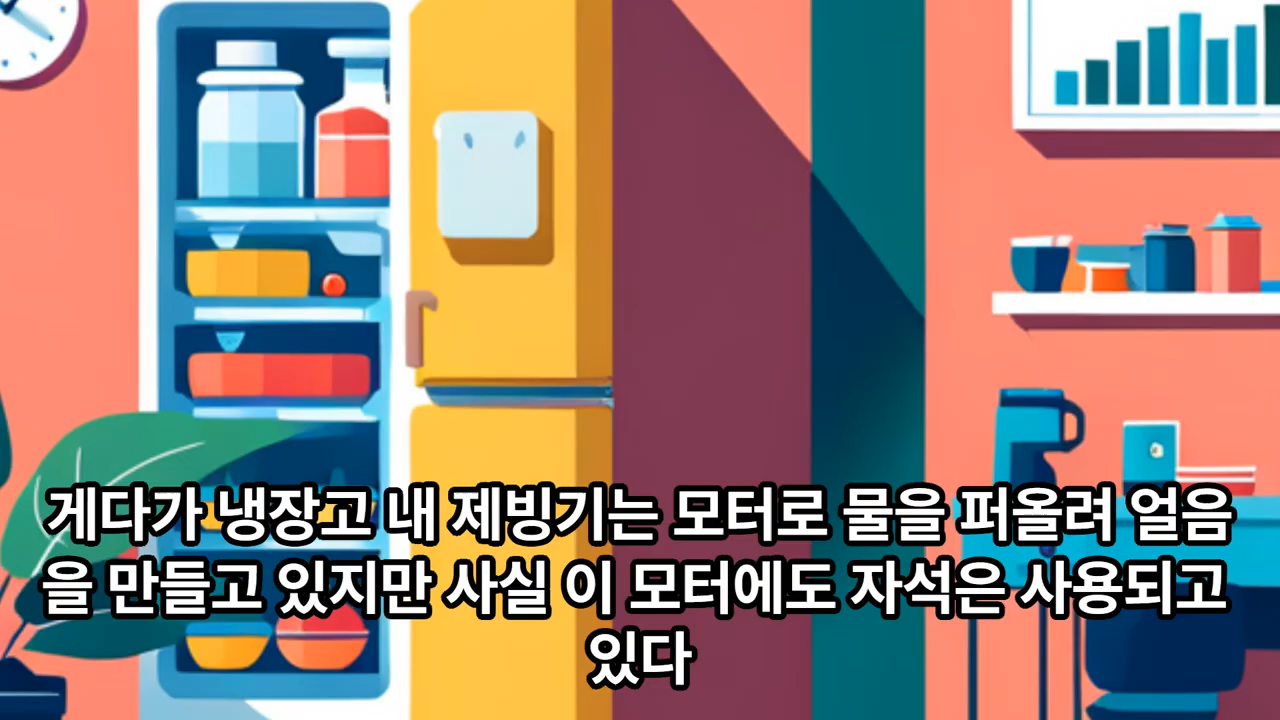 게다가 냉장고 내 제빙기는 모터로 물을 퍼올려 얼음
을 만들고 있지만 사실 이 모터에도 자석은 사용되고
있다